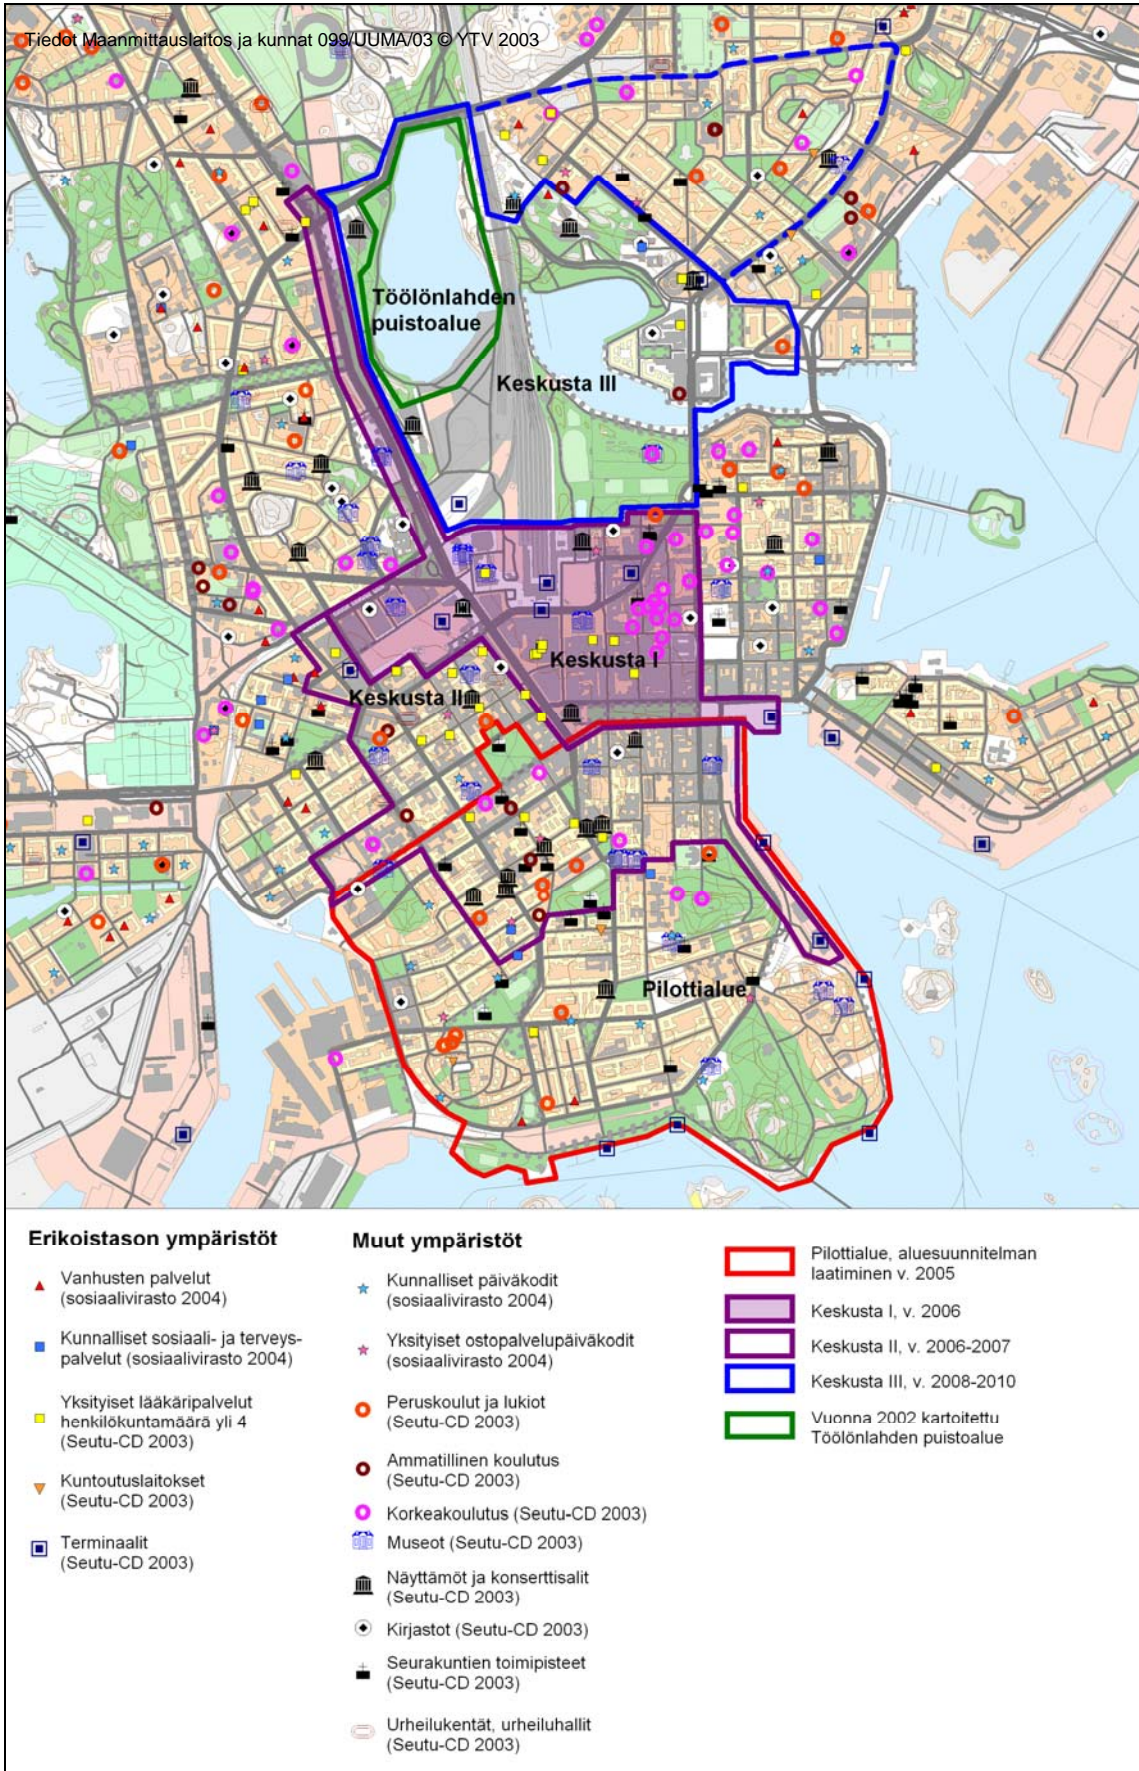 Tiedot Maanmittauslaitos ja kunnat 099/UUMA/03 © YTV 2003
Töölönlahden
puistoalue
Keskusta III
Keskusta I
Keskusta II
Pilottialue
Erikoistason ympäristöt
Vanhusten palvelut
(sosiaalivirasto 2004)
Kunnalliset sosiaali- ja terveys-
palvelut (sosiaalivirasto 2004)
Yksityiset lääkäripalvelut
henkilökuntamäärä yli 4
(Seutu-CD 2003)
Kuntoutuslaitokset
(Seutu-CD 2003)
Terminaalit
(Seutu-CD 2003)
Muut ympäristöt
Kunnalliset päiväkodit
(sosiaalivirasto 2004)
Yksityiset ostopalvelupäiväkodit
(sosiaalivirasto 2004)
Peruskoulut ja lukiot
(Seutu-CD 2003)
Ammatillinen koulutus
(Seutu-CD 2003)
Korkeakoulutus (Seutu-CD 2003)
Museot (Seutu-CD 2003)
Näyttämöt ja konserttisalit
(Seutu-CD 2003)
Kirjastot (Seutu-CD 2003)
Seurakuntien toimipisteet
(Seutu-CD 2003)
Urheilukentät, urheiluhallit
(Seutu-CD 2003)
Pilottialue, aluesuunnitelman
laatiminen v. 2005
Keskusta I, v. 2006
Keskusta II, v. 2006-2007
Keskusta III, v. 2008-2010
Vuonna 2002 kartoitettu
Töölönlahden puistoalue